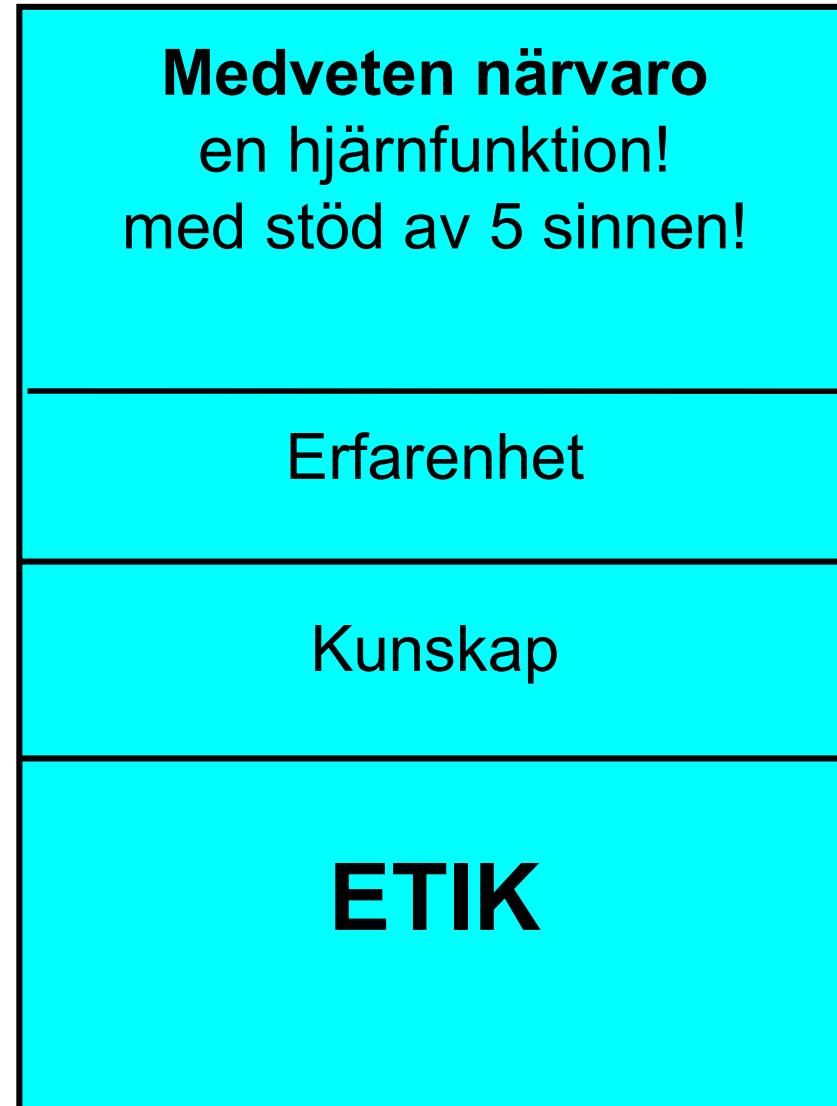 Medveten närvaro
en hjärnfunktion!
med stöd av 5 sinnen!
Erfarenhet
Kunskap
ETIK